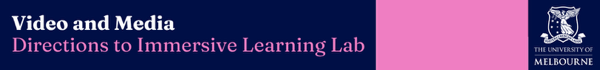 Video and Media
Directions to Immersive Learning Lab
THE UNIVERSITY OF
MELBOURNE